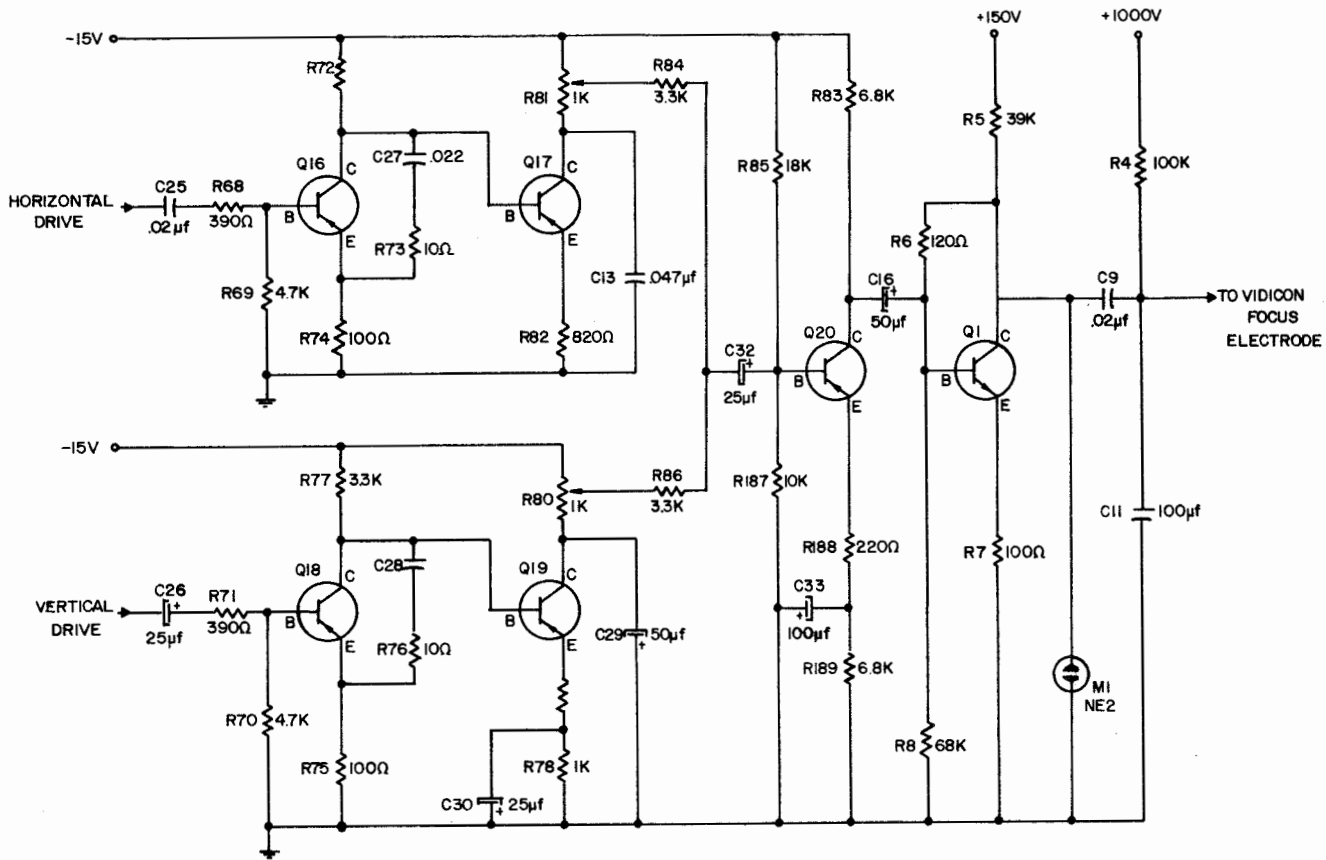 +150V
+1000V
-15V
R72
R81
1K
R84
3.3K
R83
6.8K
R5
39K
R85
18K
R4
100K
Q16
C
B
E
C27
.022
Q17
C
B
E
HORIZONTAL
DRIVE
C25
.02µf
R68
390Ω
R73
10Ω
R6
120Ω
R69
4.7K
C13
.047µf
C16
+
50µf
C9
.02µf
TO VIDICON
FOCUS
ELECTRODE
R74
100Ω
R82
820Ω
C32
+
25µf
Q20
C
B
E
Q1
C
B
E
-15V
R77
3.3K
R80
1K
R86
3.3K
R187
10K
C11
100µf
R188
220Ω
R7
100Ω
Q18
C
B
E
C28
Q19
C
B
E
VERTICAL
DRIVE
C26
+
25µf
R71
390Ω
R76
10Ω
C29
+
50µf
C33
+
100µf
R189
6.8K
M1
NE2
R70
4.7K
R75
100Ω
R78
1K
C30
+
25µf
R8
68K